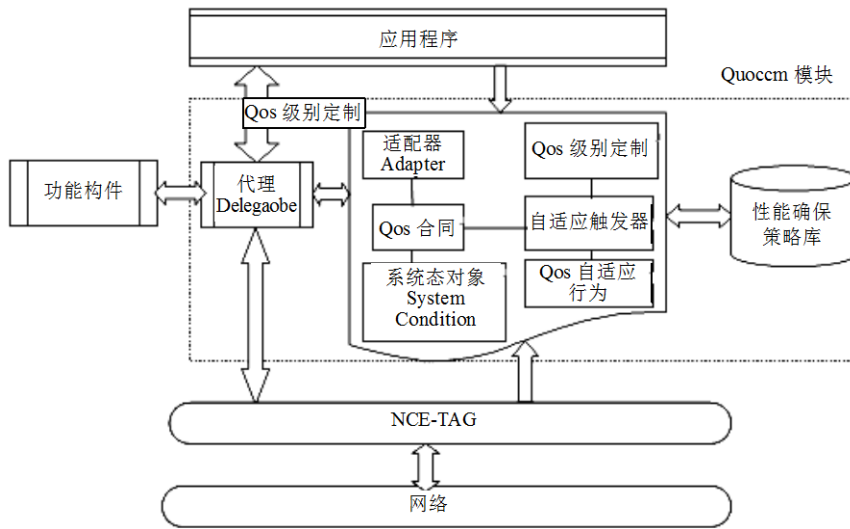 应用程序
Quoccm 模块
Qos 级别定制
适配器
Adapter
Qos 级别定制
功能构件
代理
Delegaobe
Qos 合同
自适应触发器
性能确保
策略库
系统态对象
System
Condition
Qos 自适应
行为
NCE-TAG
网络